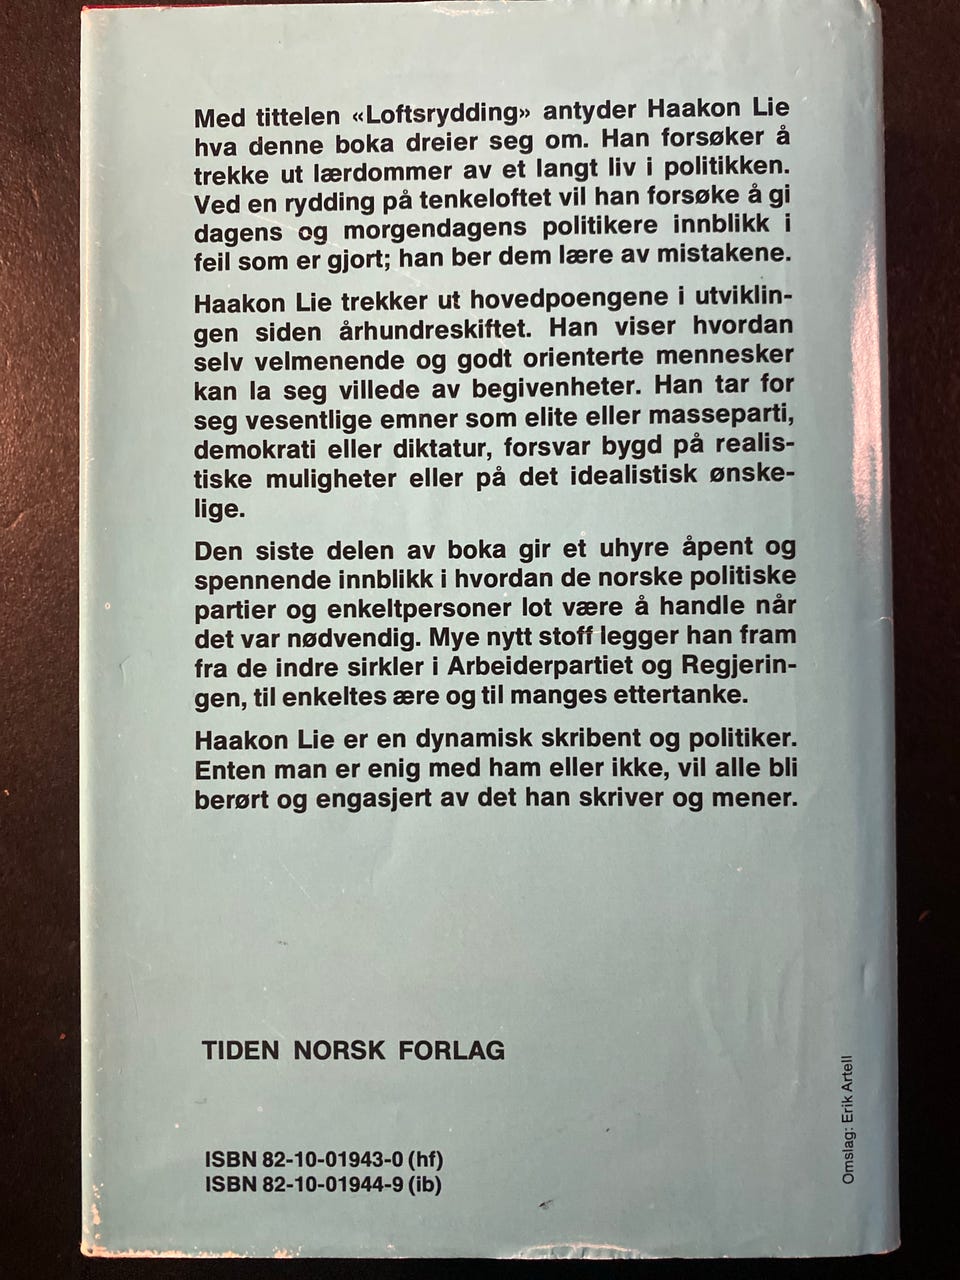 Med tittelen «Loftsrydding» antyder Haakon Lie
hva denne boka dreier seg om. Han forsøker å
trekke ut lærdommer av et langt liv i politikken.
Ved en rydding på tenkeloftet vil han forsøke å gi
dagens og morgendagens politikere innblikk i
feil som er gjort; han ber dem lære av mistakene.
Haakon Lie trekker ut hovedpoengene i utviklin-
gen siden århundreskiftet. Han viser hvordan
selv velmenende og godt orienterte mennesker
kan la seg villede av begivenheter. Han tar for
seg vesentlige emner som elite eller masseparti,
demokrati eller diktatur, forsvar bygd på realis-
tiske muligheter eller på det idealistisk ønske-
lige.
Den siste delen av boka gir et uhyre åpent og
spennende innblikk i hvordan de norske politiske
partier og enkeltpersoner lot være å handle når
det var nødvendig. Mye nytt stoff legger han fram
fra de indre sirkler i Arbeiderpartiet og Regjerin-
gen, til enkeltes ære og til manges ettertanke.
Haakon Lie er en dynamisk skribent og politiker.
Enten man er enig med ham eller ikke, vil alle bli
berørt og engasjert av det han skriver og mener.
TIDEN NORSK FORLAG
ISBN 82-10-01943-0 (hf)
ISBN 82-10-01944-9 (ib)
Omslag: Erik Artell